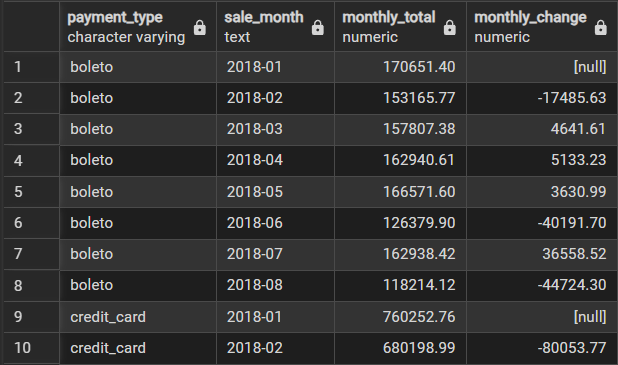 payment_type sale_month monthly_total monthly_change
character varying text numeric numeric
1 boleto 2018-01 170651.40 [null]
2 boleto 2018-02 153165.77 -17485.63
3 boleto 2018-03 157807.38 4641.61
4 boleto 2018-04 162940.61 5133.23
5 boleto 2018-05 166571.60 3630.99
6 boleto 2018-06 126379.90 -40191.70
7 boleto 2018-07 162938.42 36558.52
8 boleto 2018-08 118214.12 -44724.30
9 credit_card 2018-01 760252.76 [null]
10 credit_card 2018-02 680198.99 -80053.77